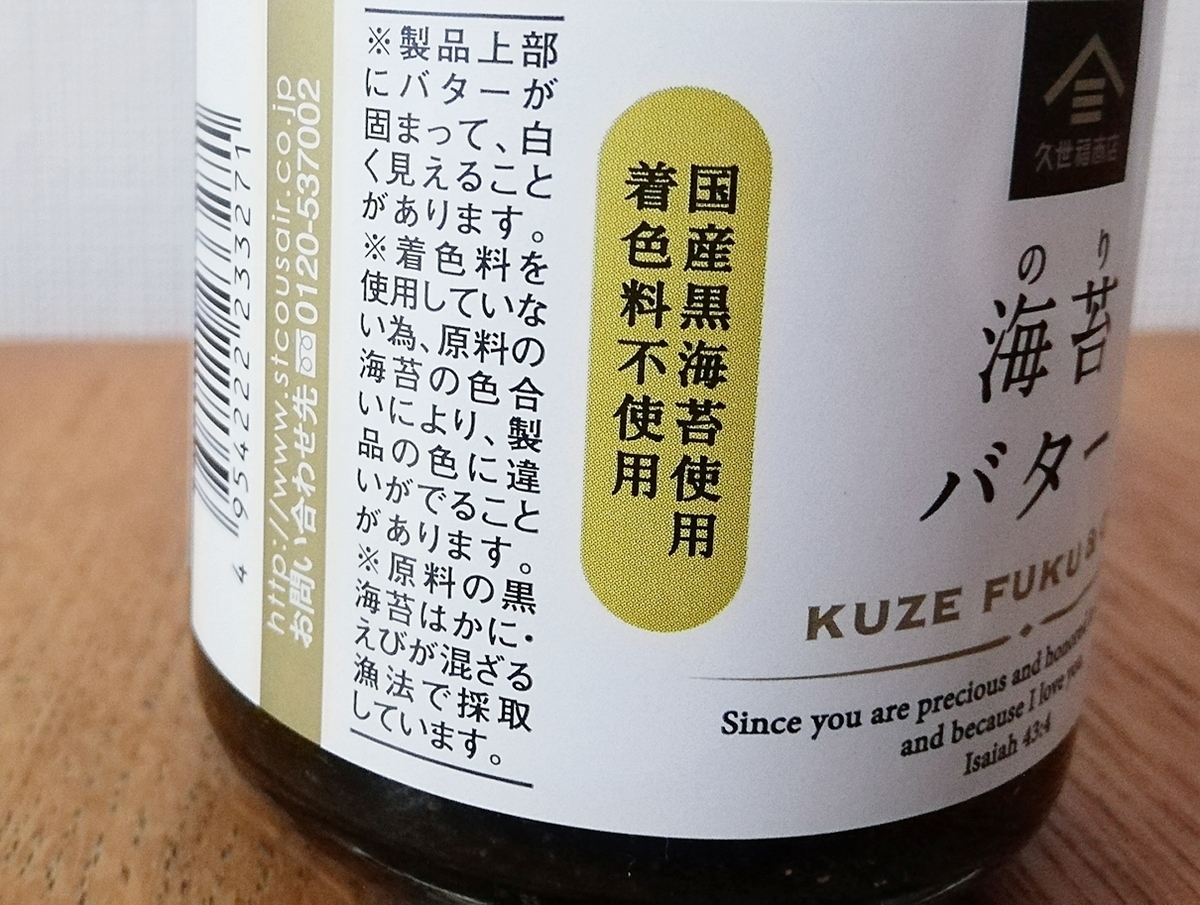 ※製品上部
にバターが
固まって、白
く見えること
があります。
※着色料を
使用していな
い為、原料の
海苔の色合
いにより、製
品の色に違
いがでること
があります。
※原料の黒
海苔はかに・
えびが混ざる
漁法で採取
しています。
http://www.stcousair.co.jp
お問い合わせ先 0120-537002
4 954222 233271
国産黒海苔使用
着色料不使用
久世福商店
のり
海苔
バター
KUZE FUKU &
Since you are precious and honored
and because I love you
Isaiah 43:4